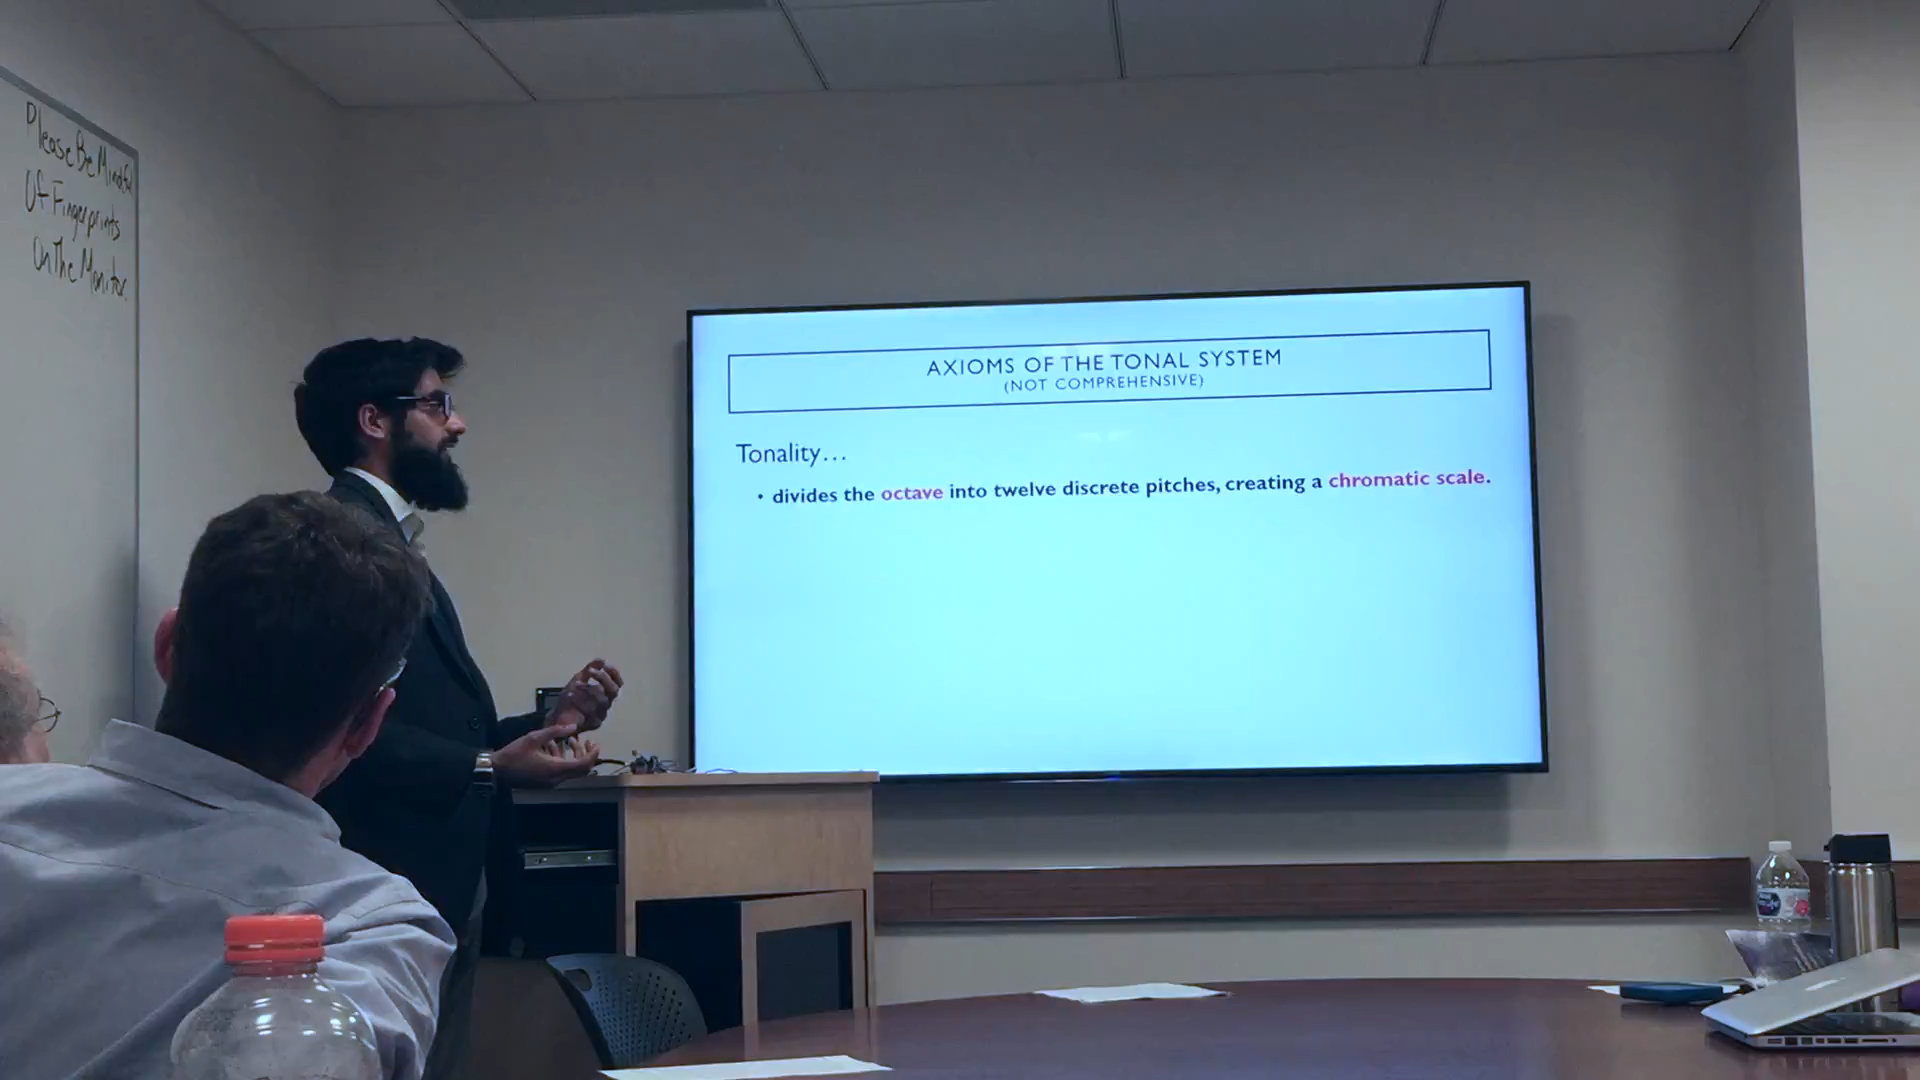 Please Be Mindful
Of Fingerprints
On The Monitor.
AXIOMS OF THE TONAL SYSTEM
(NOT COMPREHENSIVE)
Tonality…
• divides the octave into twelve discrete pitches, creating a chromatic scale.